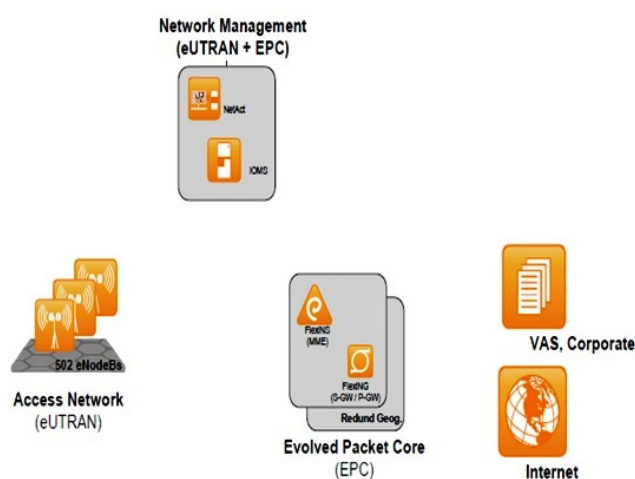 Network Management
(eUTRAN + EPC)
NetAct
IOMS
502 eNodeBs
Access Network
(eUTRAN)
FlexiNS
(MME)
FlexiNG
(S-GW / P-GW)
Redund Geog.
Evolved Packet Core
(EPC)
VAS, Corporate
Internet